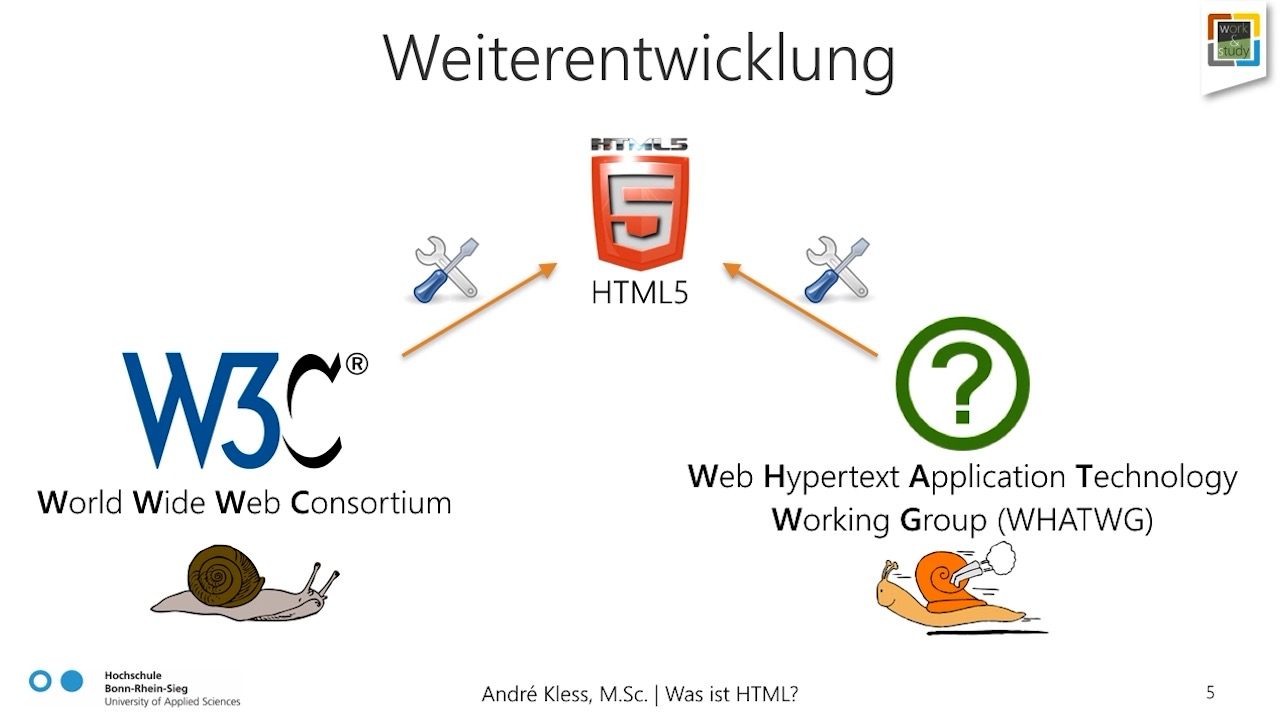 Weiterentwicklung
work
&
study
HTML5
5
HTML5
W3C®
?
World Wide Web Consortium
Web Hypertext Application Technology
Working Group (WHATWG)
Hochschule
Bonn-Rhein-Sieg
University of Applied Sciences
André Kless, M.Sc. | Was ist HTML?
5